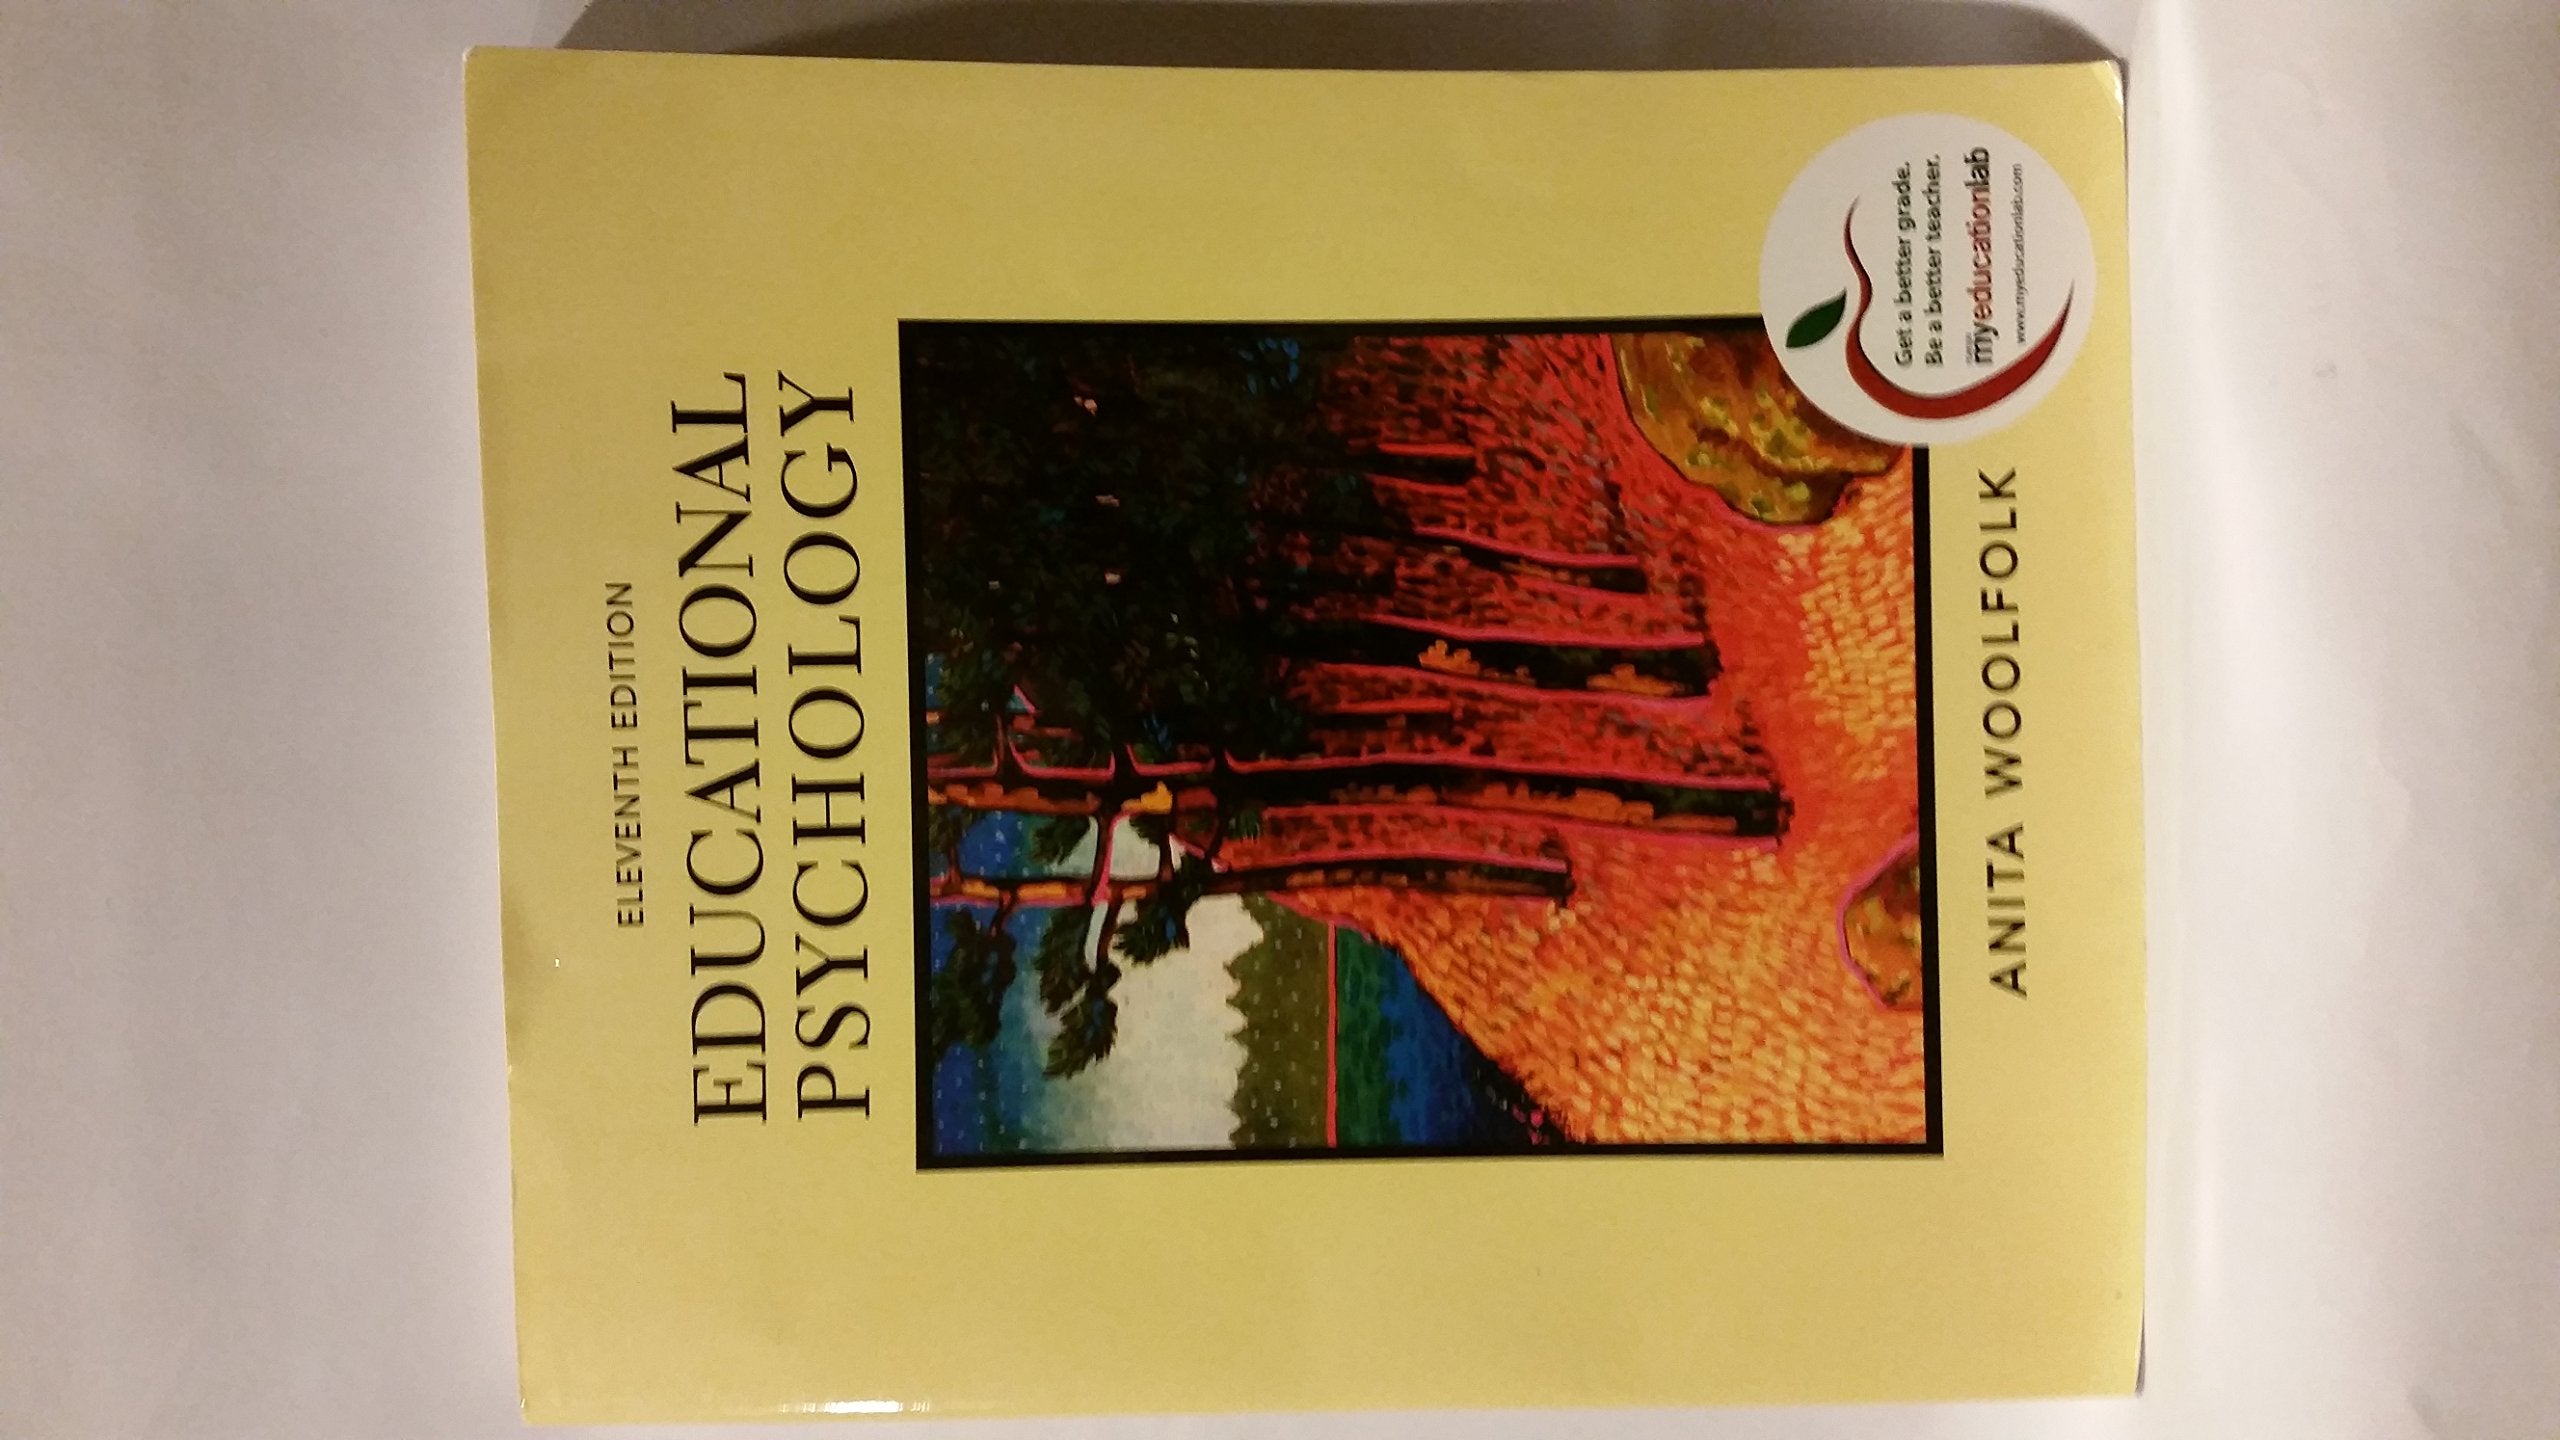 ELEVENTH EDITION
EDUCATIONAL
PSYCHOLOGY
Get a better grade.
Be a better teacher.
myeducationlab
www.myeducationlab.com
ANITA WOOLFOLK